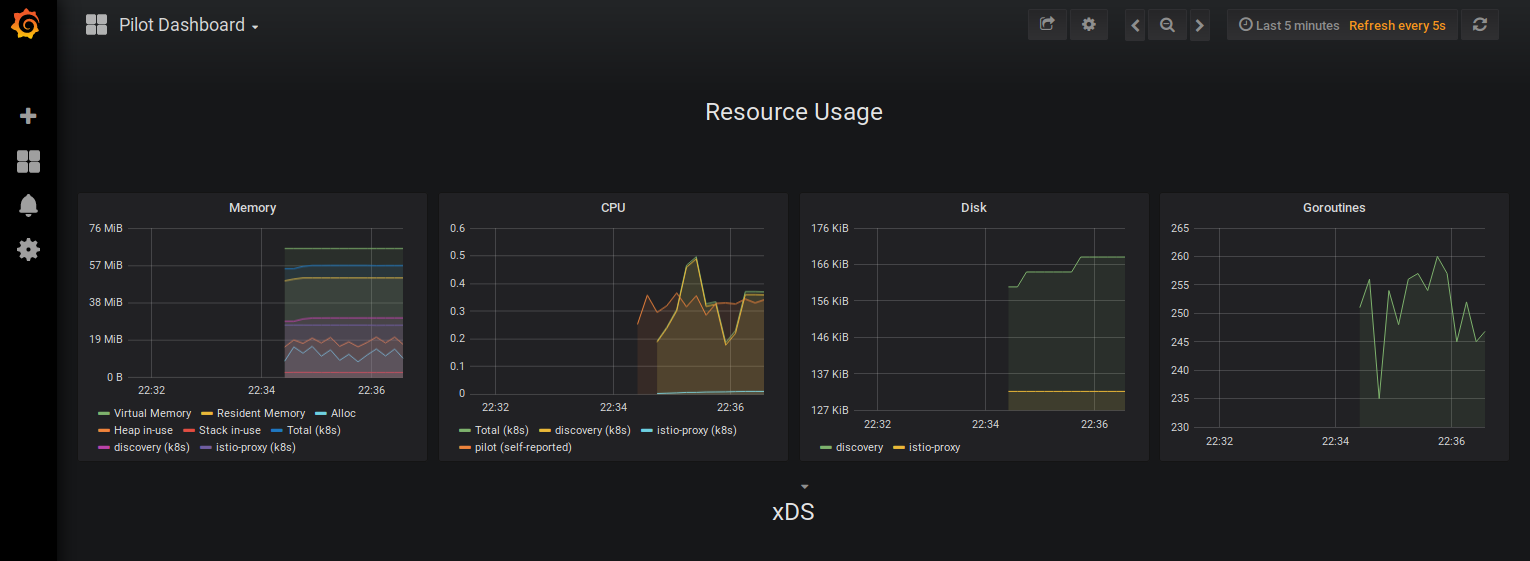 Pilot Dashboard
Last 5 minutes Refresh every 5s
Resource Usage
Memory
76 MiB
57 MiB
38 MiB
19 MiB
0 B
22:32 22:34 22:36
Virtual Memory Resident Memory Alloc
Heap in-use Stack in-use Total (k8s)
discovery (k8s) istio-proxy (k8s)
CPU
0.6
0.5
0.4
0.3
0.2
0.1
0
22:32 22:34 22:36
Total (k8s) discovery (k8s) istio-proxy (k8s)
pilot (self-reported)
Disk
176 KiB
166 KiB
156 KiB
146 KiB
137 KiB
127 KiB
22:32 22:34 22:36
discovery istio-proxy
Goroutines
265
260
255
250
245
240
235
230
22:32 22:34 22:36
xDS